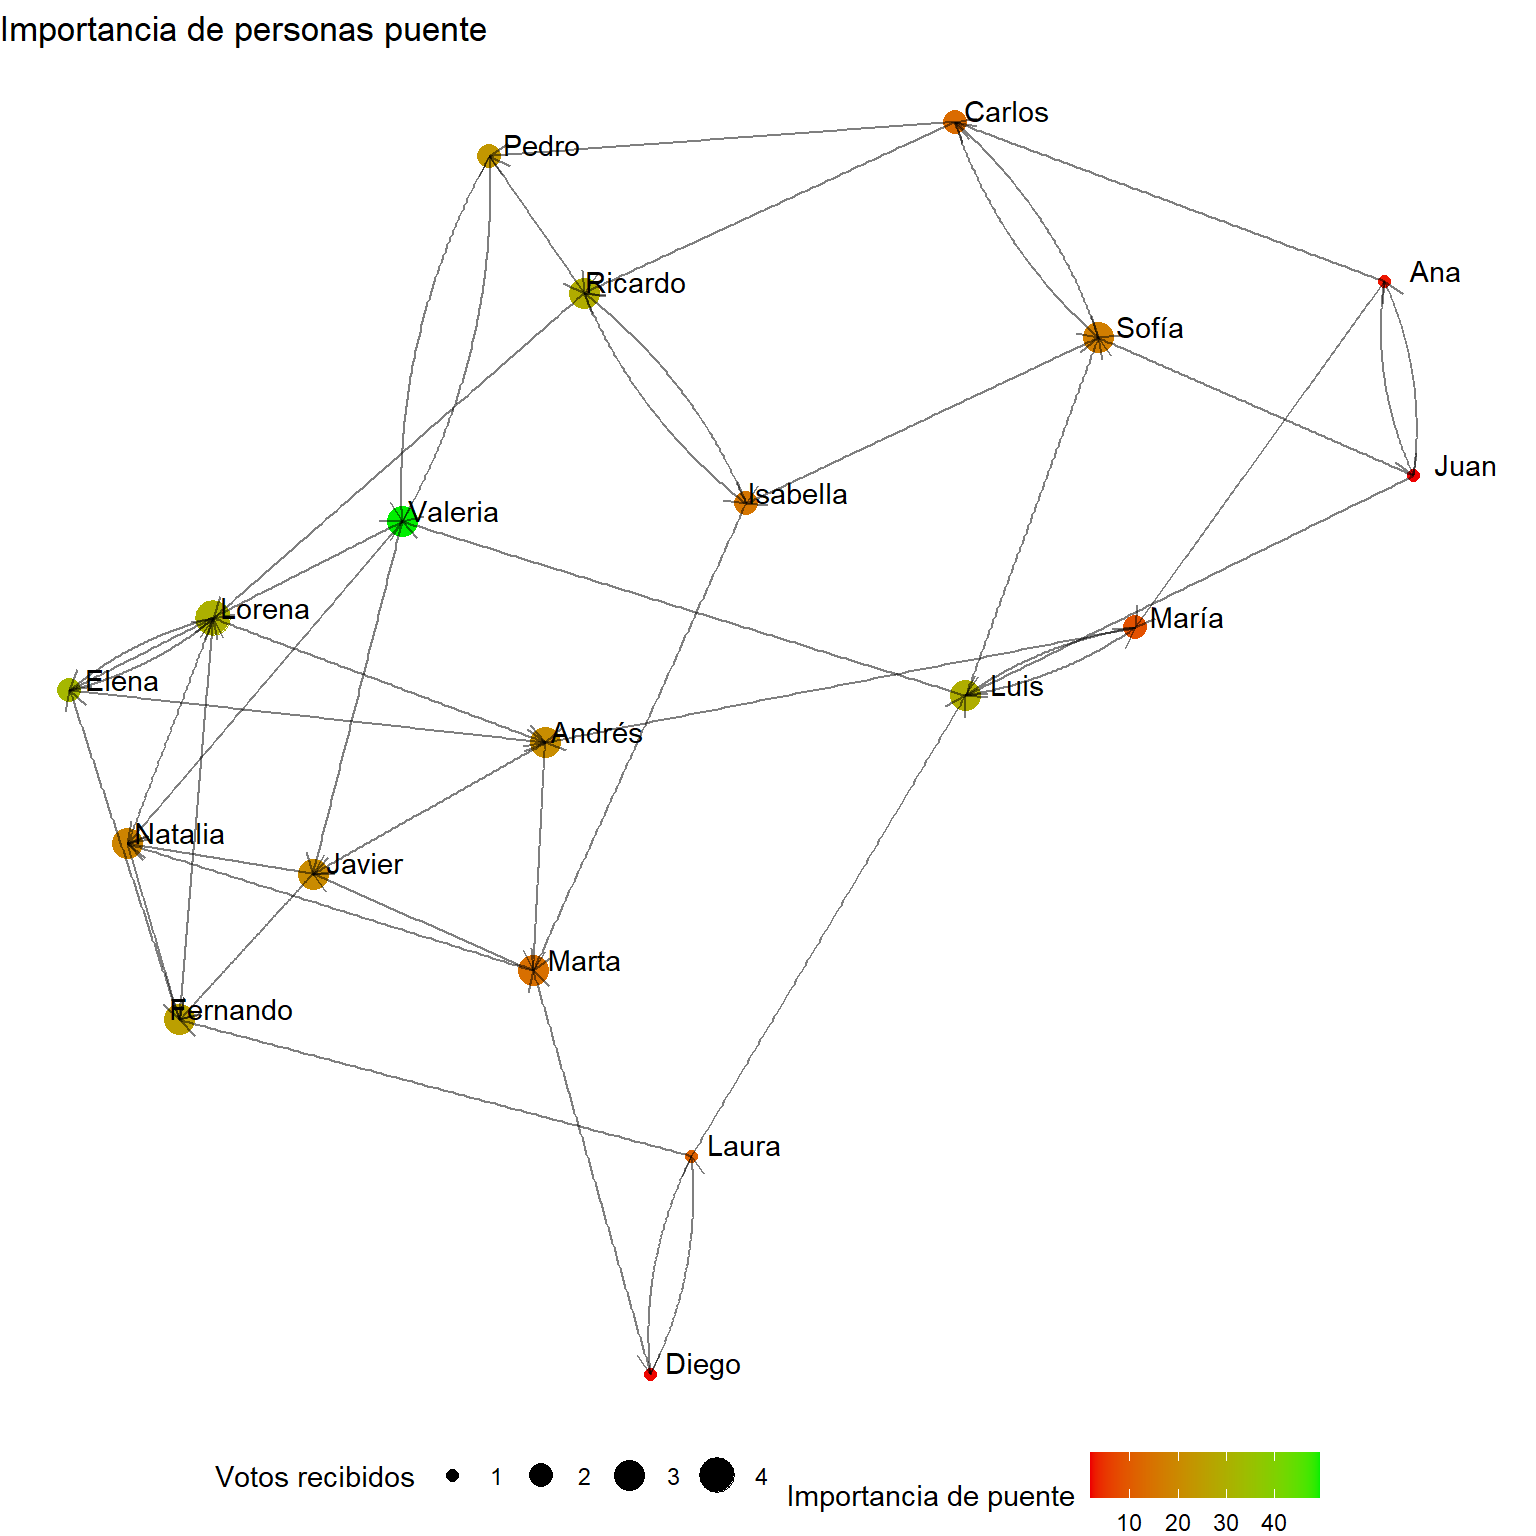 Importancia de personas puente
Carlos
Pedro
Ana
Ricardo
Sofía
Juan
Isabella
Valeria
Lorena
María
Elena
Luis
Andrés
Natalia
Javier
Marta
Fernando
Laura
Diego
Votos recibidos 1 2 3 4
Importancia de puente
10 20 30 40